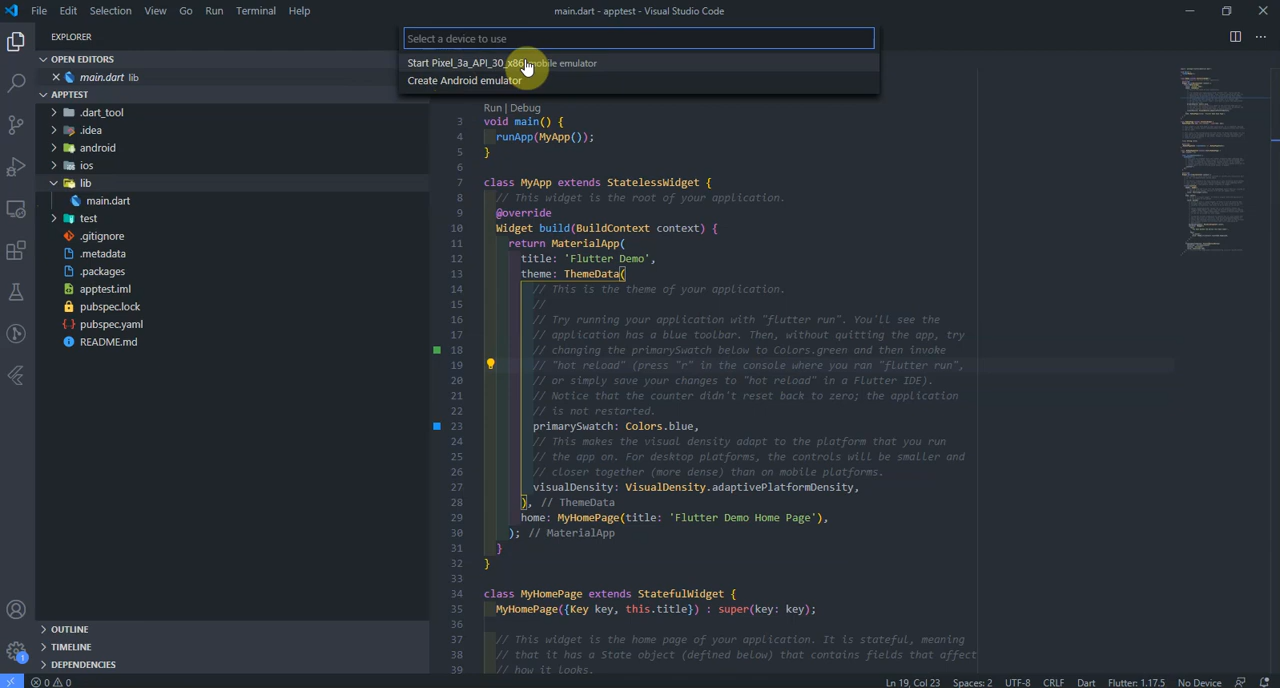 File Edit Selection View Go Run Terminal Help
main.dart - apptest - Visual Studio Code
EXPLORER
OPEN EDITORS
main.dart lib
APPTEST
.dart_tool
.idea
android
ios
lib
main.dart
test
.gitignore
.metadata
.packages
apptest.iml
pubspec.lock
pubspec.yaml
README.md
OUTLINE
TIMELINE
DEPENDENCIES
Select a device to use
Start Pixel_3a_API_30_x86 mobile emulator
Create Android emulator
Run | Debug
3 void main() {
4 runApp(MyApp());
5 }
6
7 class MyApp extends StatelessWidget {
8 // This widget is the root of your application.
9 @override
10 Widget build(BuildContext context) {
11 return MaterialApp(
12 title: 'Flutter Demo',
13 theme: ThemeData(
14 // This is the theme of your application.
15 //
16 // Try running your application with "flutter run". You'll see the
17 // application has a blue toolbar. Then, without quitting the app, try
18 // changing the primarySwatch below to Colors.green and then invoke
19 // "hot reload" (press "r" in the console where you ran "flutter run",
20 // or simply save your changes to "hot reload" in a Flutter IDE).
21 // Notice that the counter didn't reset back to zero; the application
22 // is not restarted.
23 primarySwatch: Colors.blue,
24 // This makes the visual density adapt to the platform that you run
25 // the app on. For desktop platforms, the controls will be smaller and
26 // closer together (more dense) than on mobile platforms.
27 visualDensity: VisualDensity.adaptivePlatformDensity,
28 ), // ThemeData
29 home: MyHomePage(title: 'Flutter Demo Home Page'),
30 ); // MaterialApp
31 }
32 }
33
34 class MyHomePage extends StatefulWidget {
35 MyHomePage({Key key, this.title}) : super(key: key);
36
37 // This widget is the home page of your application. It is stateful, meaning
38 // that it has a State object (defined below) that contains fields that affect
39 // how it looks.
1
0 0 Ln 19, Col 23 Spaces: 2 UTF-8 CRLF Dart Flutter: 1.17.5 No Device